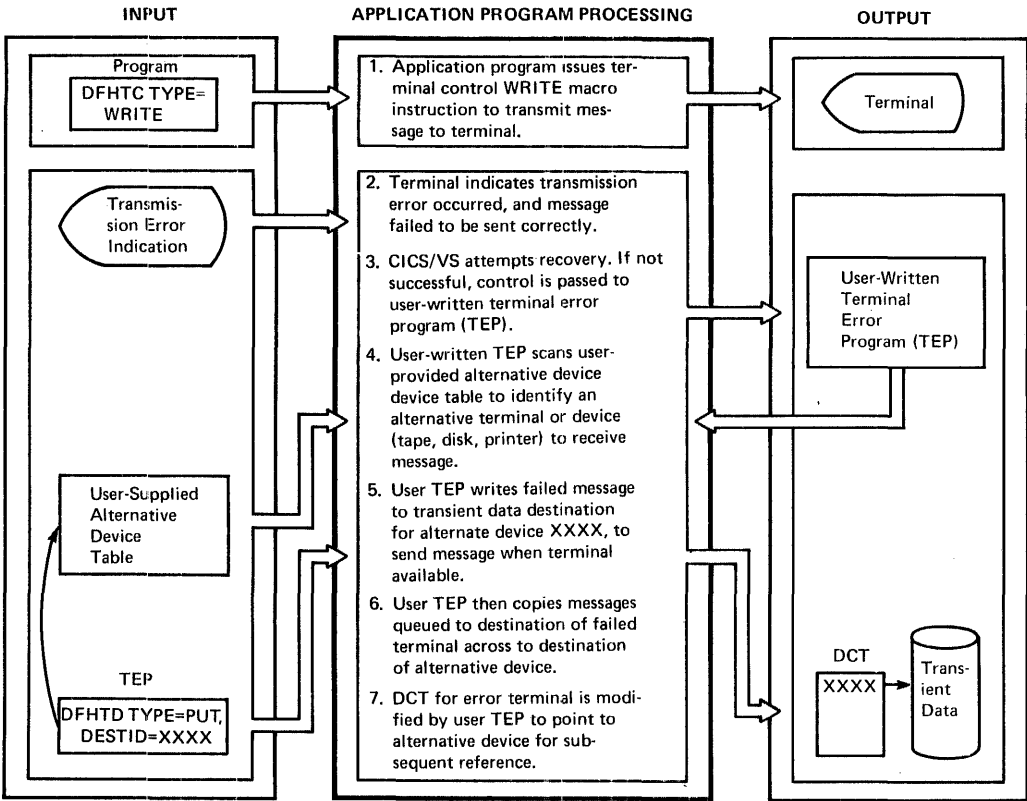 INPUT
APPLICATION PROGRAM PROCESSING
OUTPUT
Program
DFHTC TYPE=
WRITE
1. Application program issues ter-
minal control WRITE macro
instruction to transmit mes-
sage to terminal.
Terminal
Transmis-
sion Error
Indication
2. Terminal indicates transmission
error occurred, and message
failed to be sent correctly.
3. CICS/VS attempts recovery. If not
successful, control is passed to
user-written terminal error
program (TEP).
User-Written
Terminal
Error
Program (TEP)
4. User-written TEP scans user-
provided alternative device
device table to identify an
alternative terminal or device
(tape, disk, printer) to receive
message.
User-Supplied
Alternative
Device
Table
5. User TEP writes failed message
to transient data destination
for alternate device XXXX, to
send message when terminal
available.
6. User TEP then copies messages
queued to destination of failed
terminal across to destination
of alternative device.
TEP
DFHTD TYPE=PUT,
DESTID=XXXX
7. DCT for error terminal is modi-
fied by user TEP to point to
alternative device for sub-
sequent reference.
DCT
XXXX
Trans-
ient
Data